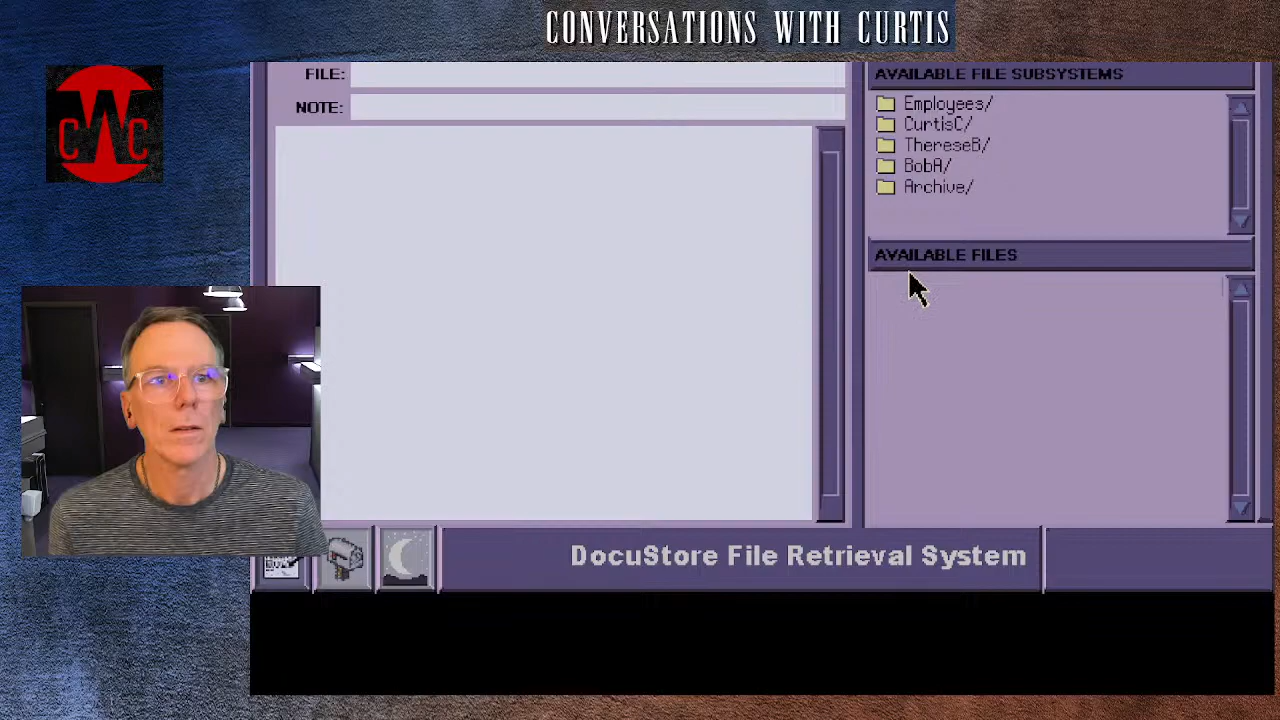 CONVERSATIONS WITH CURTIS
CWC
FILE:
NOTE:
AVAILABLE FILE SUBSYSTEMS
Employees/
CurtisC/
ThereseB/
BobA/
Archive/
AVAILABLE FILES
DocuStore File Retrieval System